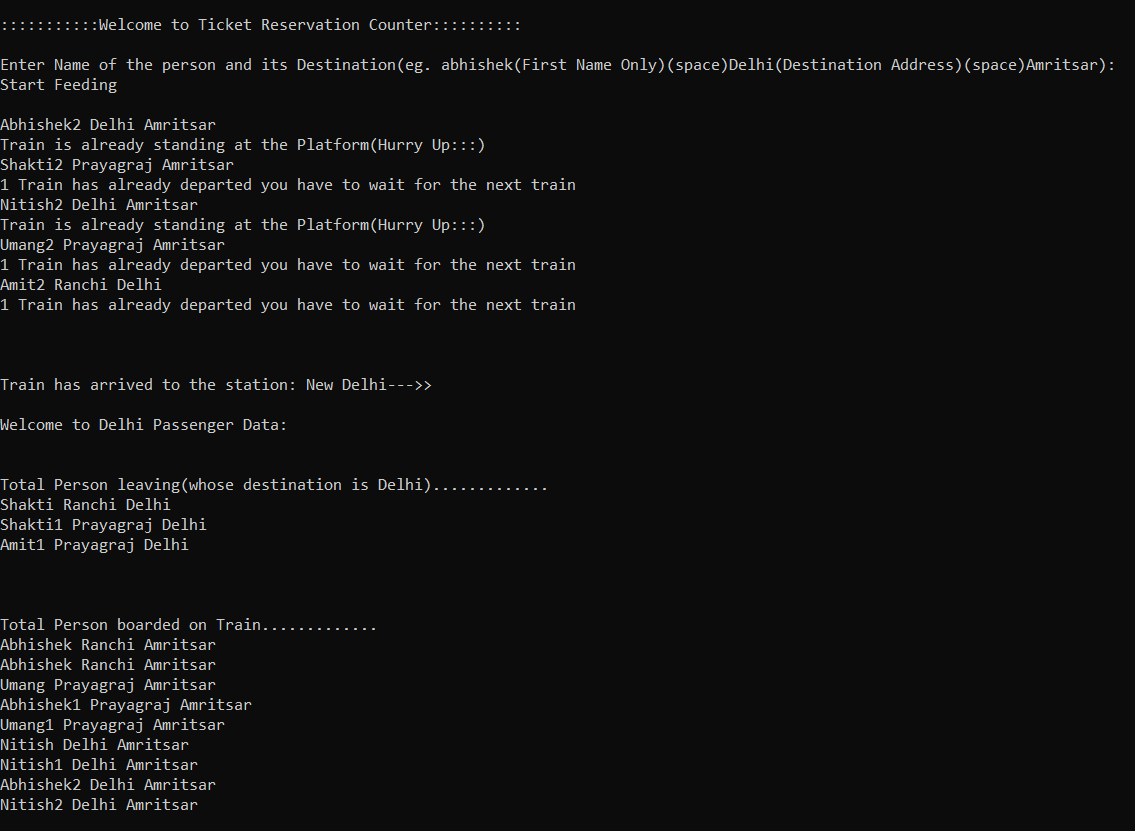 :::::::::::Welcome to Ticket Reservation Counter::::::::::
Enter Name of the person and its Destination(eg. abhishek(First Name Only)(space)Delhi(Destination Address)(space)Amritsar):
Start Feeding
Abhishek2 Delhi Amritsar
Train is already standing at the Platform(Hurry Up:::)
Shakti2 Prayagraj Amritsar
1 Train has already departed you have to wait for the next train
Nitish2 Delhi Amritsar
Train is already standing at the Platform(Hurry Up:::)
Umang2 Prayagraj Amritsar
1 Train has already departed you have to wait for the next train
Amit2 Ranchi Delhi
1 Train has already departed you have to wait for the next train
Train has arrived to the station: New Delhi--->>
Welcome to Delhi Passenger Data:
Total Person leaving(whose destination is Delhi).............
Shakti Ranchi Delhi
Shakti1 Prayagraj Delhi
Amit1 Prayagraj Delhi
Total Person boarded on Train.............
Abhishek Ranchi Amritsar
Abhishek Ranchi Amritsar
Umang Prayagraj Amritsar
Abhishek1 Prayagraj Amritsar
Umang1 Prayagraj Amritsar
Nitish Delhi Amritsar
Nitish1 Delhi Amritsar
Abhishek2 Delhi Amritsar
Nitish2 Delhi Amritsar